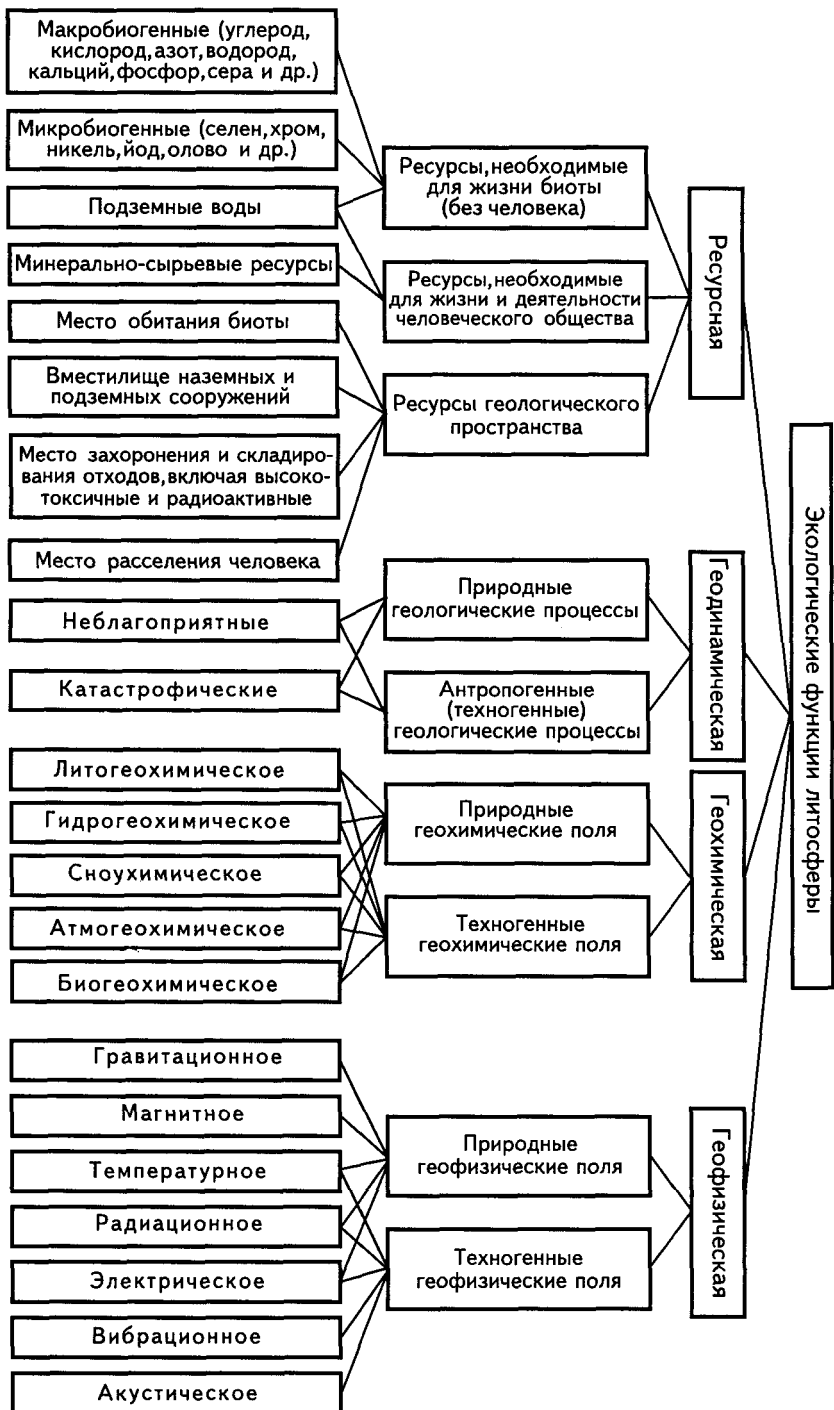 Макробиогенные (углерод,
кислород,азот,водород,
кальций,фосфор,сера и др.)
Микробиогенные (селен,хром,
никель,йод,олово и др.)
Подземные воды
Минерально-сырьевые ресурсы
Место обитания биоты
Вместилище наземных и
подземных сооружений
Место захоронения и складиро-
вания отходов,включая высоко-
токсичные и радиоактивные
Место расселения человека
Неблагоприятные
Катастрофические
Литогеохимическое
Гидрогеохимическое
Сноухимическое
Атмогеохимическое
Биогеохимическое
Гравитационное
Магнитное
Температурное
Радиационное
Электрическое
Вибрационное
Акустическое
Ресурсы,необходимые
для жизни биоты
(без человека)
Ресурсы,необходимые
для жизни и деятельности
человеческого общества
Ресурсы геологического
пространства
Природные
геологические процессы
Антропогенные
(техногенные)
геологические процессы
Природные
геохимические поля
Техногенные
геохимические поля
Природные
геофизические поля
Техногенные
геофизические поля
Ресурсная
Геодинамическая
Геохимическая
Геофизическая
Экологические функции литосферы